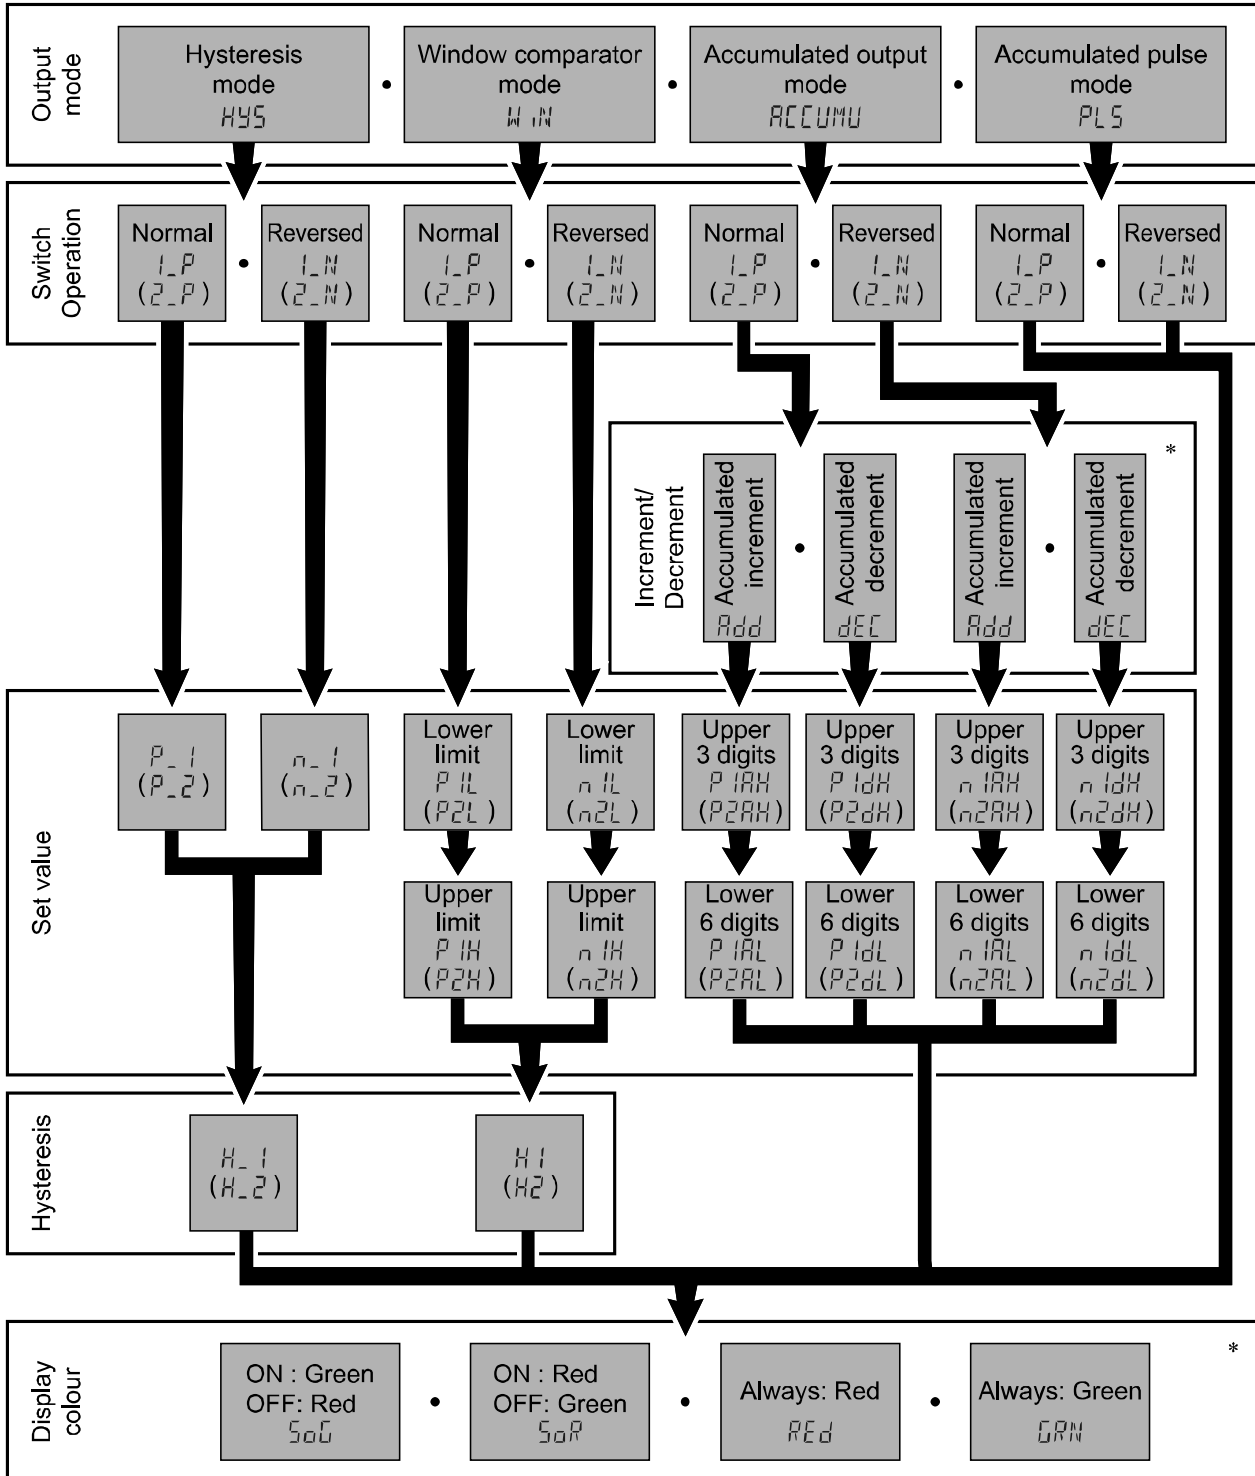 Output mode
Hysteresis
mode
HYS
Window comparator
mode
WiN
Accumulated output
mode
ACCUMU
Accumulated pulse
mode
PLS
Switch
Operation
Normal
1_P
(2_P)
Reversed
1_N
(2_N)
Normal
1_P
(2_P)
Reversed
1_N
(2_N)
Normal
1_P
(2_P)
Reversed
1_N
(2_N)
Normal
1_P
(2_P)
Reversed
1_N
(2_N)
Increment/
Decrement
Accumulated
increment
Add
Accumulated
decrement
dEC
Accumulated
increment
Add
Accumulated
decrement
dEC
*
Set value
P_1
(P_2)
n_1
(n_2)
Lower
limit
P1L
(P2L)
Lower
limit
n1L
(n2L)
Upper
3 digits
P1AH
(P2AH)
Upper
3 digits
P1dH
(P2dH)
Upper
3 digits
n1AH
(n2AH)
Upper
3 digits
n1dH
(n2dH)
Upper
limit
P1H
(P2H)
Upper
limit
n1H
(n2H)
Lower
6 digits
P1AL
(P2AL)
Lower
6 digits
P1dL
(P2dL)
Lower
6 digits
n1AL
(n2AL)
Lower
6 digits
n1dL
(n2dL)
Hysteresis
H_1
(H_2)
H1
(H2)
Display
colour
ON : Green
OFF: Red
SoG
ON : Red
OFF: Green
SoR
Always: Red
REd
Always: Green
GRN
*